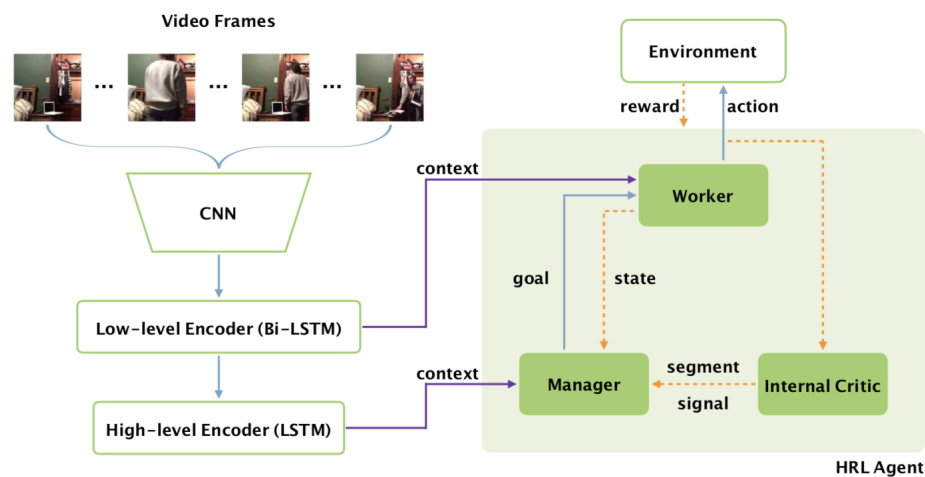 Video Frames
... ... ...
CNN
Low-level Encoder (Bi-LSTM)
High-level Encoder (LSTM)
context
context
Environment
reward
action
Worker
goal
state
Manager
segment
signal
Internal Critic
HRL Agent